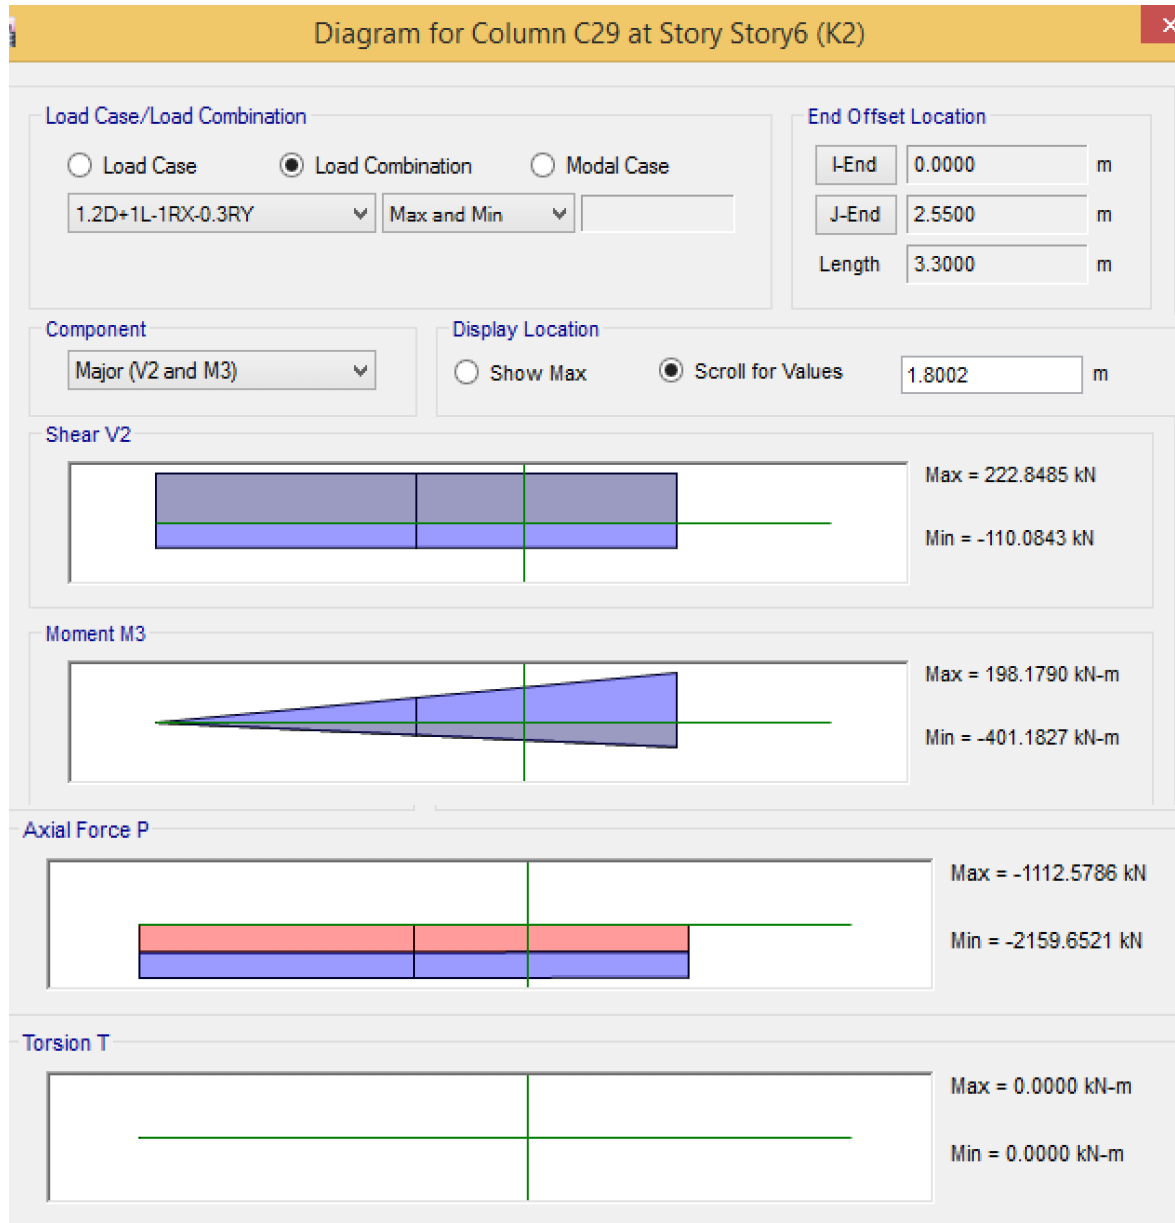 Diagram for Column C29 at Story Story6 (K2)
Load Case/Load Combination
Load Case
Load Combination
Modal Case
1.2D+1L-1RX-0.3RY
Max and Min
End Offset Location
I-End
0.0000
m
J-End
2.5500
m
Length
3.3000
m
Component
Major (V2 and M3)
Display Location
Show Max
Scroll for Values
1.8002
m
Shear V2
Max = 222.8485 kN
Min = -110.0843 kN
Moment M3
Max = 198.1790 kN-m
Min = -401.1827 kN-m
Axial Force P
Max = -1112.5786 kN
Min = -2159.6521 kN
Torsion T
Max = 0.0000 kN-m
Min = 0.0000 kN-m